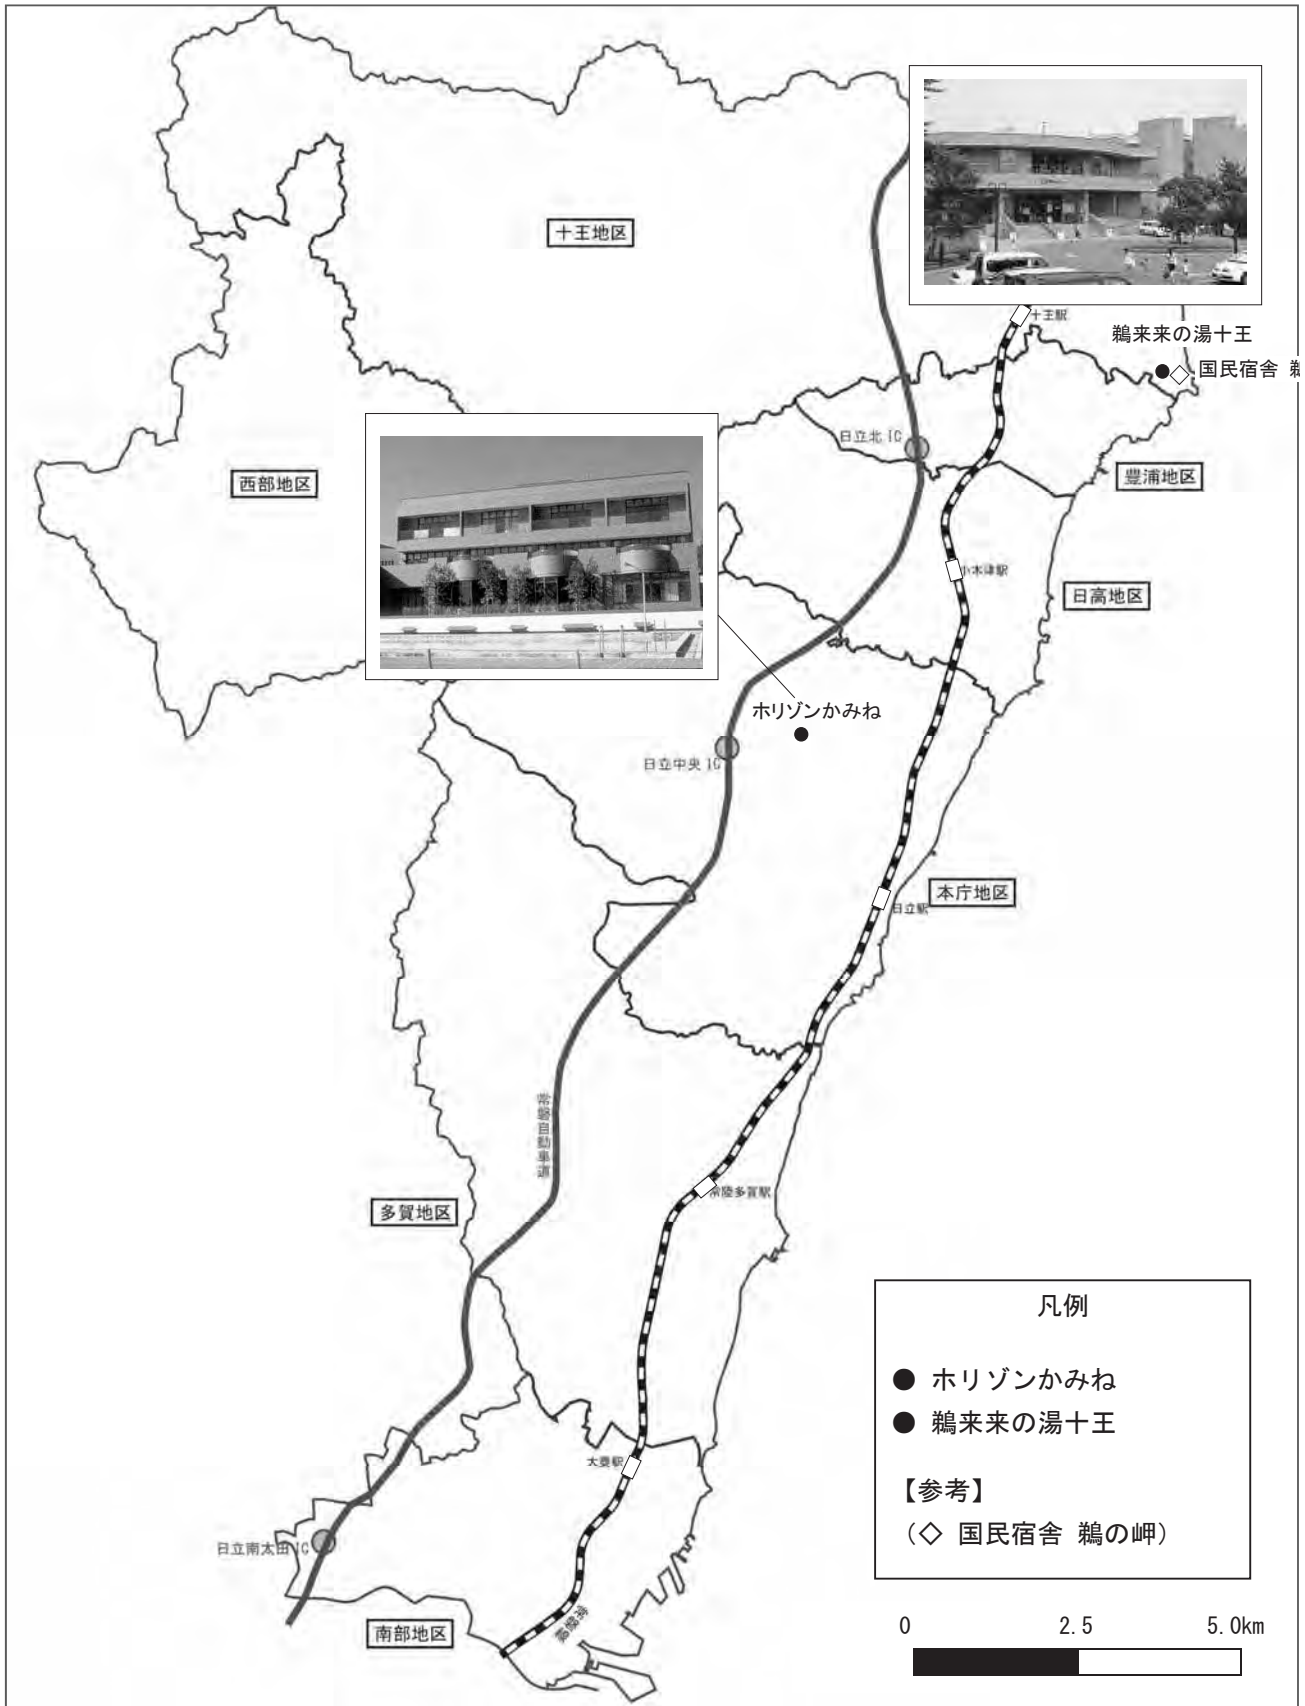 十王地区
十王駅
鵜来来の湯十王
国民宿舎 鵜
日立北IC
西部地区
豊浦地区
小木津駅
日高地区
ホリゾンかみね
日立中央IC
本庁地区
日立駅
常磐自動車道
常陸多賀駅
多賀地区
凡例
● ホリゾンかみね
● 鵜来来の湯十王
【参考】
(◇ 国民宿舎 鵜の岬)
大甕駅
日立南太田IC
常磐線
南部地区
0 2.5 5.0km